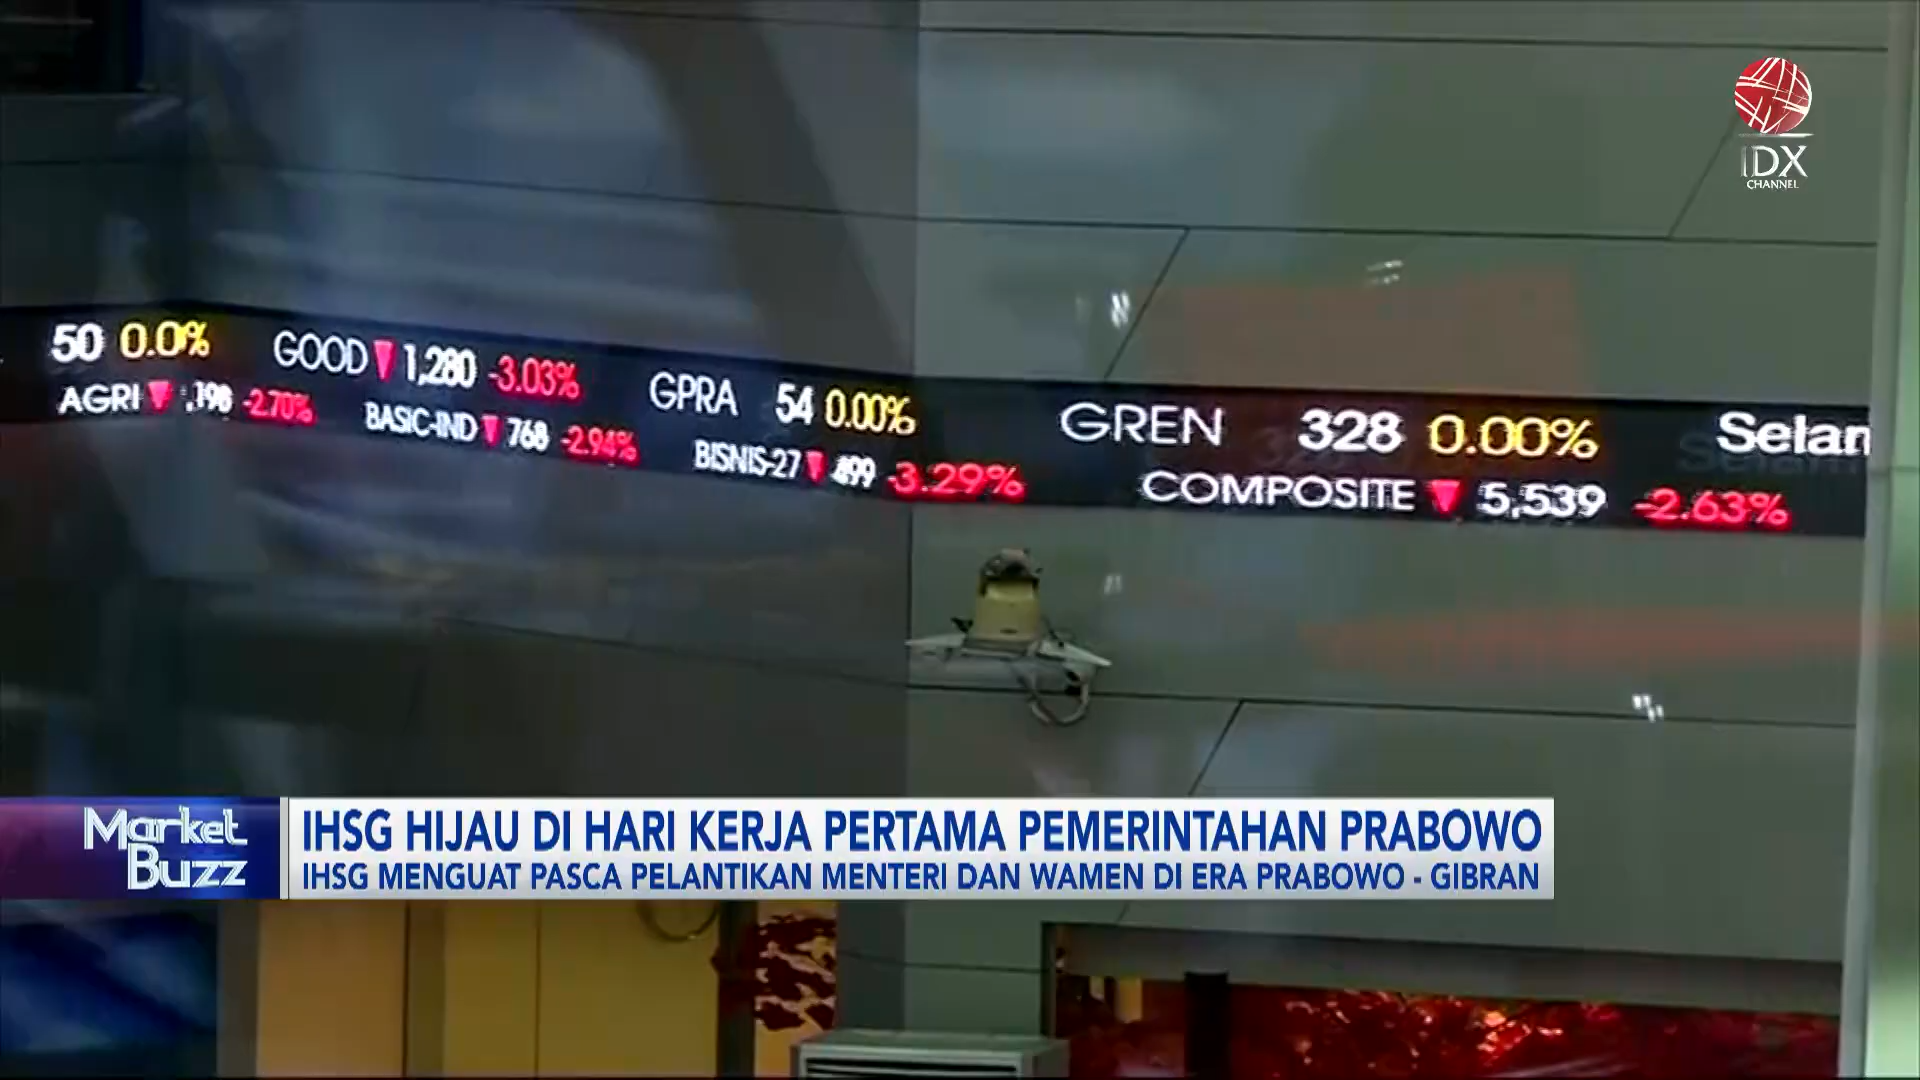 IDX
CHANNEL
50 0.0% GOOD ▼ 1,280 -3.03% GPRA 54 0.00% GREN 328 0.00% Selam
AGRI ▼ ,198 -2.70% BASIC-IND ▼ 768 -2.94% BISNIS-27 ▼ 499 -3.29% COMPOSITE ▼ 5,539 -2.63%
Market
Buzz
IHSG HIJAU DI HARI KERJA PERTAMA PEMERINTAHAN PRABOWO
IHSG MENGUAT PASCA PELANTIKAN MENTERI DAN WAMEN DI ERA PRABOWO - GIBRAN